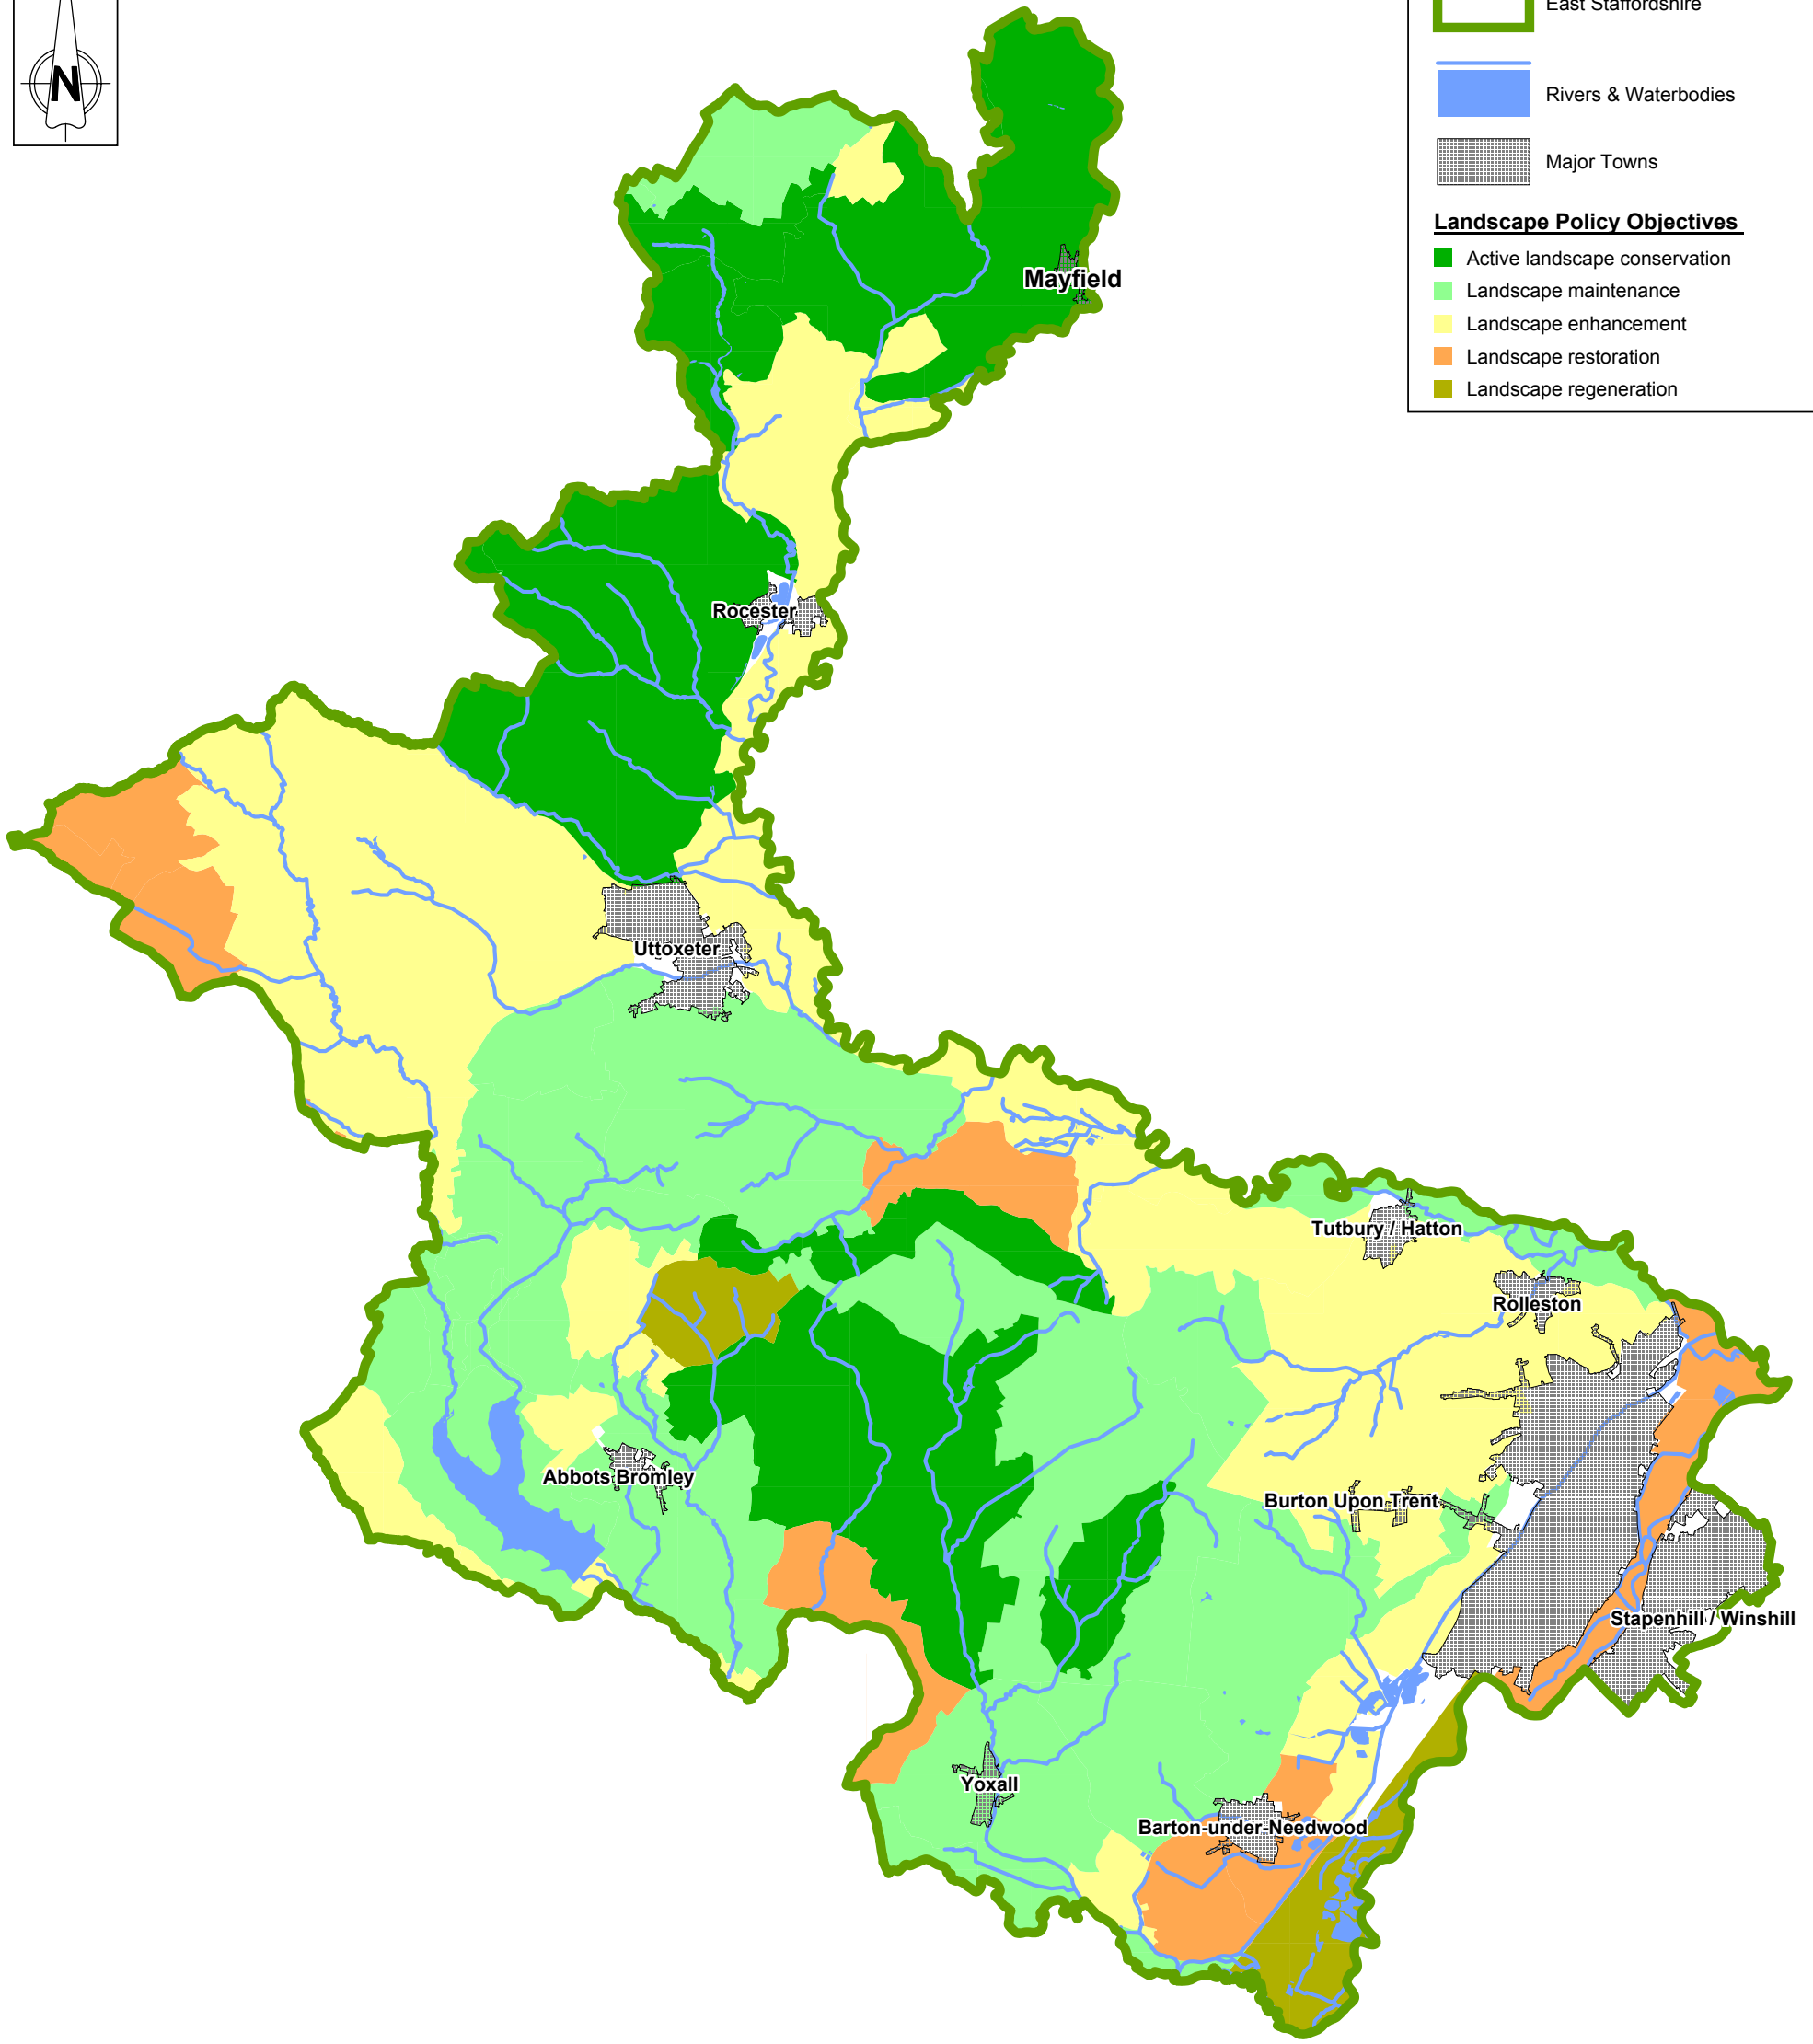 N
East Staffordshire
Rivers & Waterbodies
Major Towns
Landscape Policy Objectives
Active landscape conservation
Landscape maintenance
Landscape enhancement
Landscape restoration
Landscape regeneration
Mayfield
Rocester
Uttoxeter
Tutbury / Hatton
Rolleston
Abbots Bromley
Burton Upon Trent
Stapenhill / Winshill
Yoxall
Barton-under-Needwood